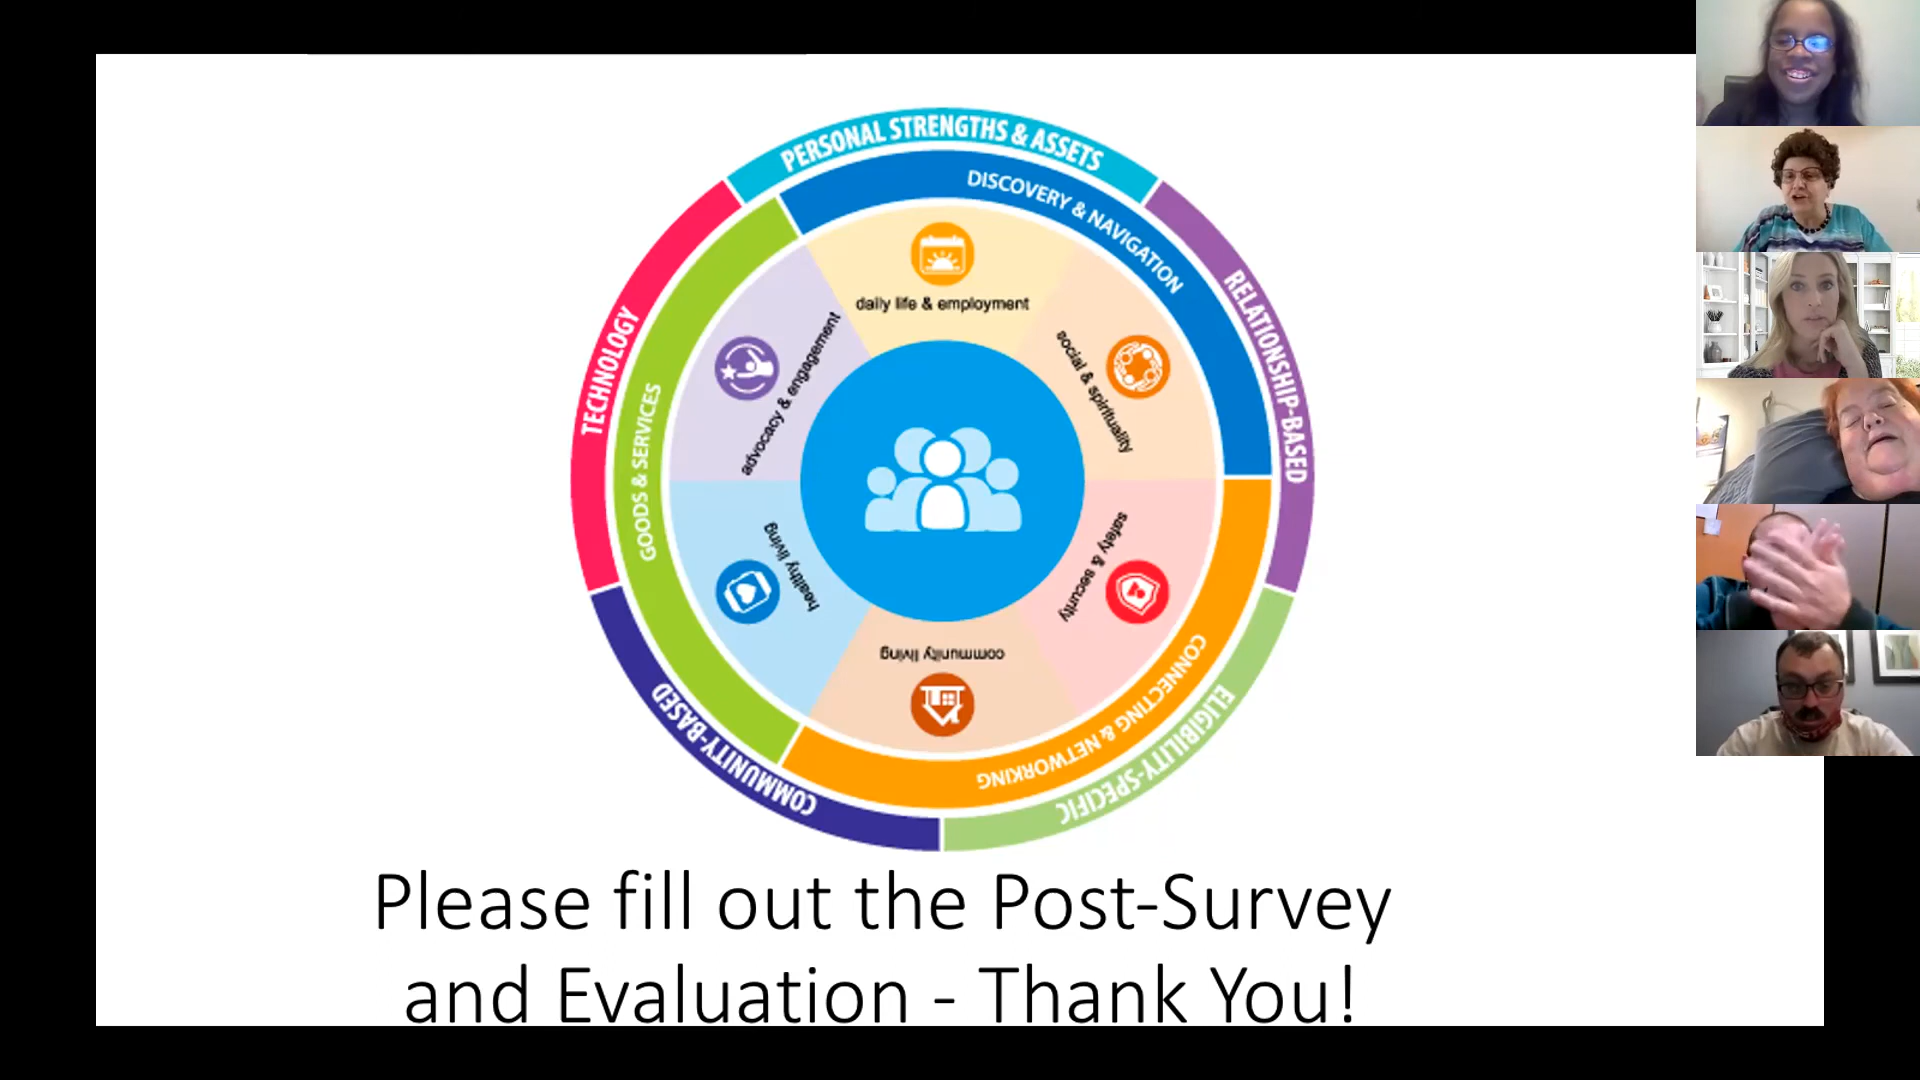 PERSONAL STRENGTHS & ASSETS
RELATIONSHIP-BASED
ELIGIBILITY-SPECIFIC
COMMUNITY-BASED
TECHNOLOGY
DISCOVERY & NAVIGATION
CONNECTING & NETWORKING
GOODS & SERVICES
daily life & employment
social & spirituality
safety & security
community living
healthy living
advocacy & engagement
Please fill out the Post-Survey
and Evaluation - Thank You!